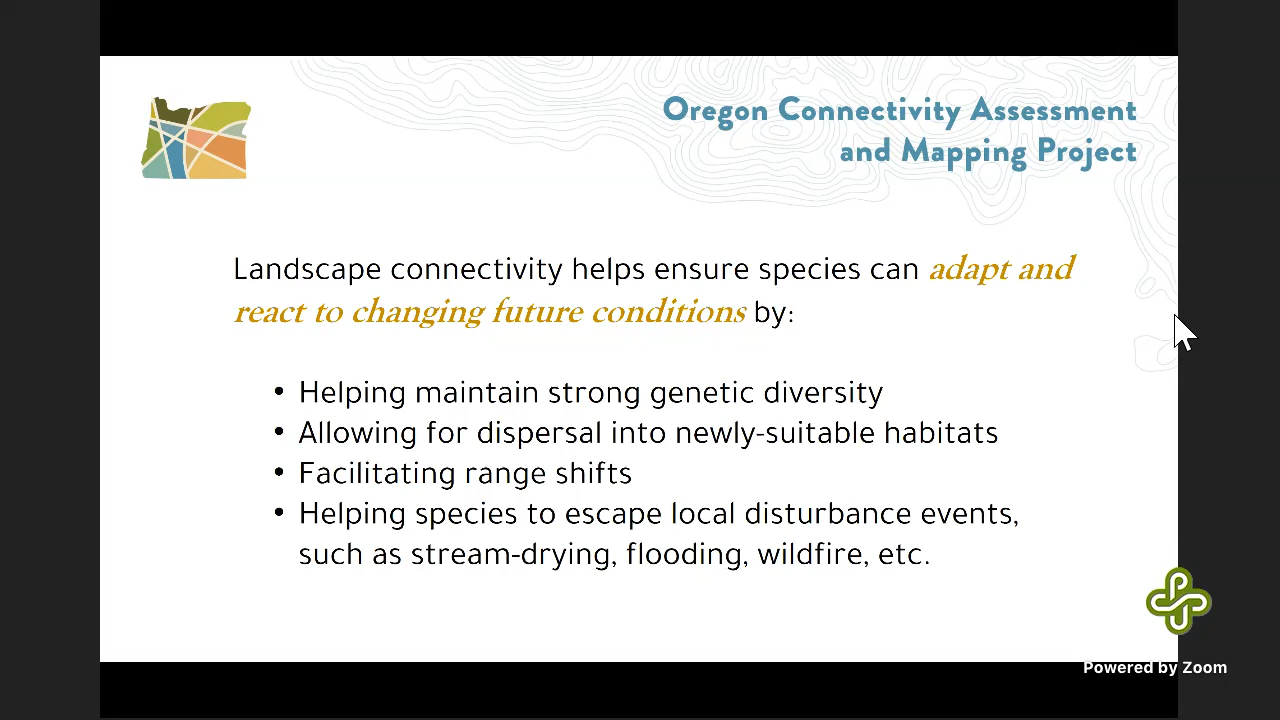 Oregon Connectivity Assessment
and Mapping Project
Landscape connectivity helps ensure species can adapt and
react to changing future conditions by:
• Helping maintain strong genetic diversity
• Allowing for dispersal into newly-suitable habitats
• Facilitating range shifts
• Helping species to escape local disturbance events,
such as stream-drying, flooding, wildfire, etc.
PSU
Powered by Zoom